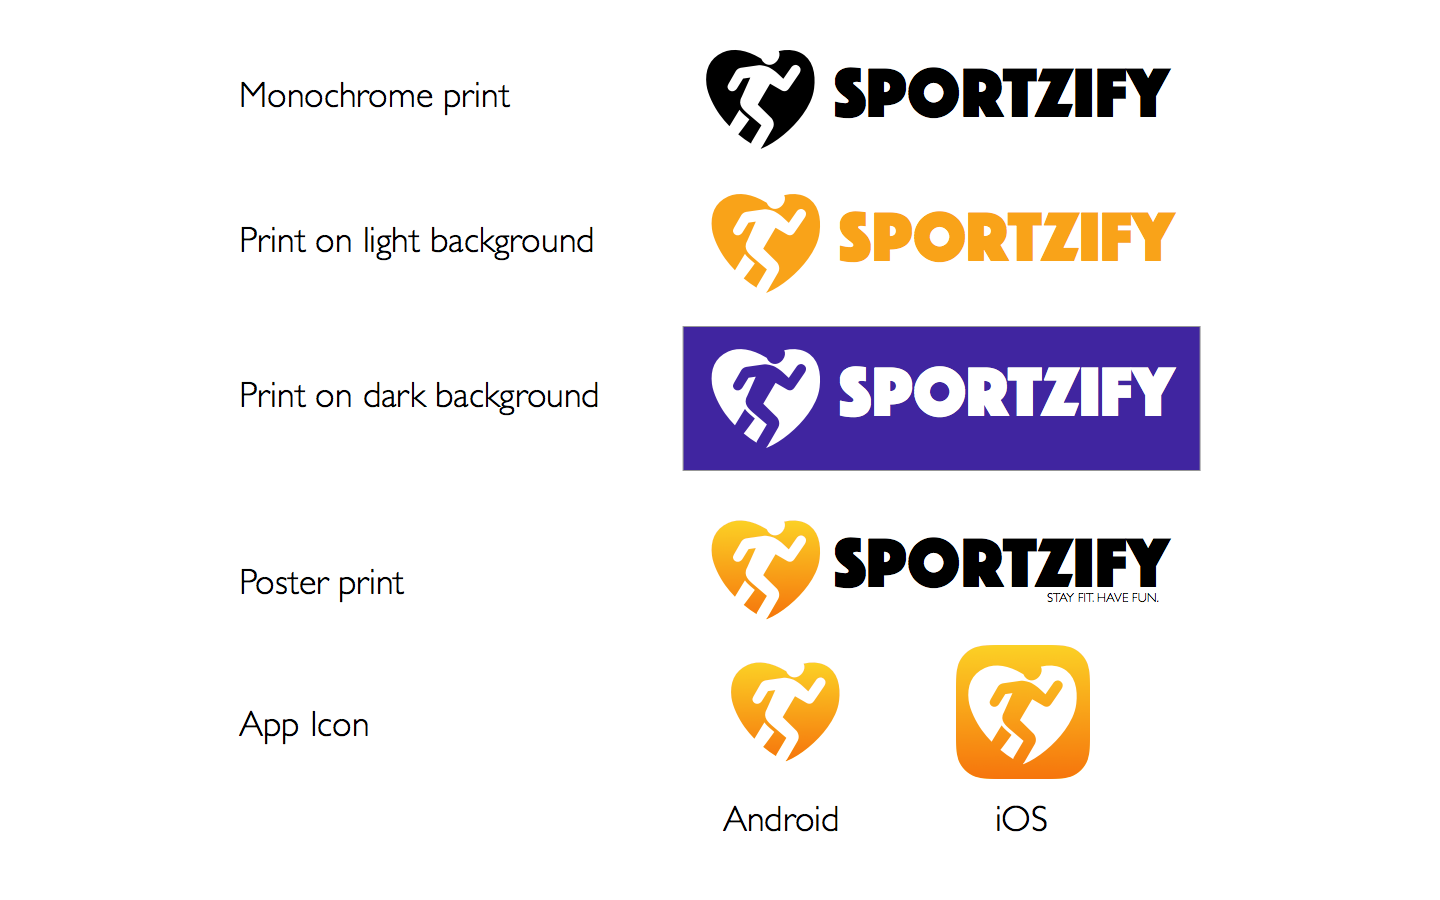 Monochrome print
SPORTZIFY
Print on light background
SPORTZIFY
Print on dark background
SPORTZIFY
Poster print
SPORTZIFY
STAY FIT. HAVE FUN.
App Icon
Android
iOS